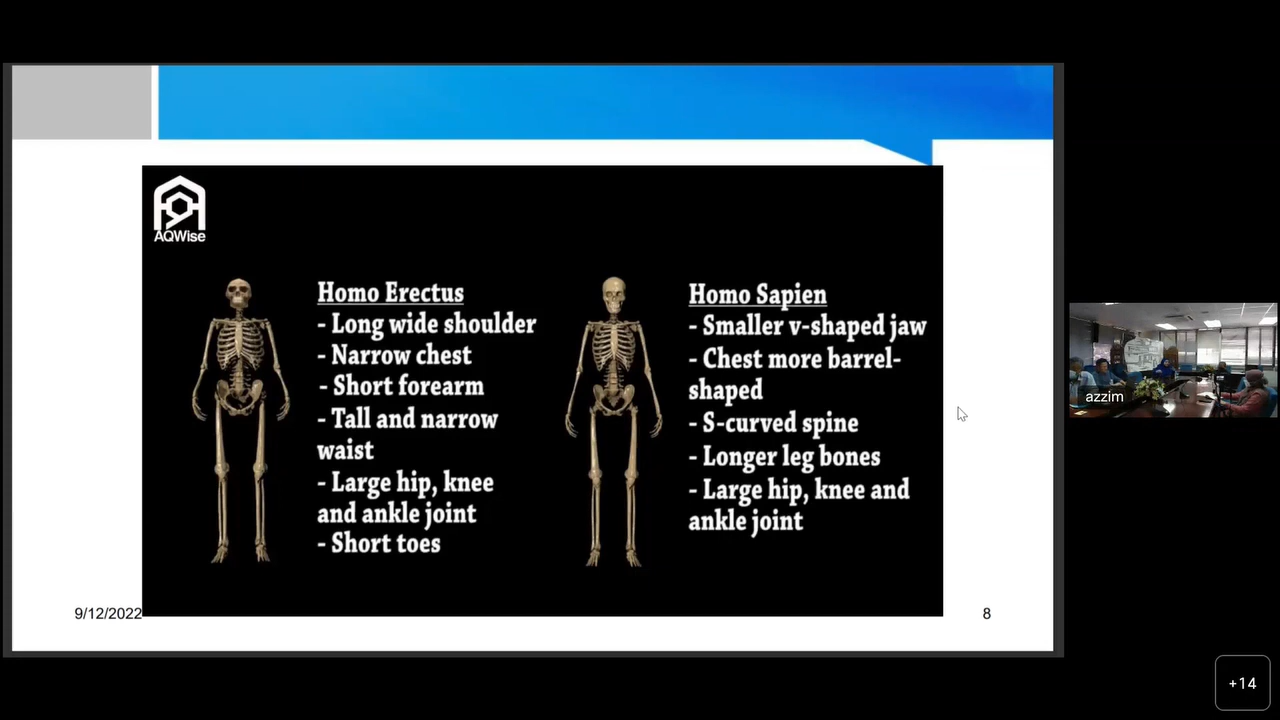 AQWise
Homo Erectus
- Long wide shoulder
- Narrow chest
- Short forearm
- Tall and narrow
waist
- Large hip, knee
and ankle joint
- Short toes
Homo Sapien
- Smaller v-shaped jaw
- Chest more barrel-
shaped
- S-curved spine
- Longer leg bones
- Large hip, knee and
ankle joint
9/12/2022
8
azzim
+14